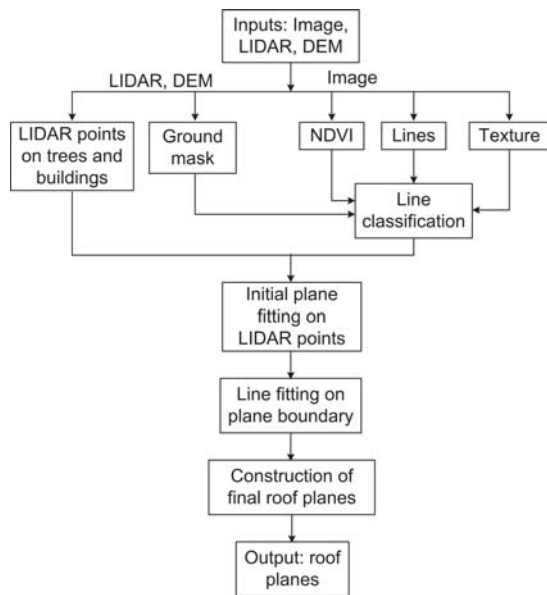 Inputs: Image,
LIDAR, DEM
LIDAR, DEM
Image
LIDAR points
on trees and
buildings
Ground
mask
NDVI
Lines
Texture
Line
classification
Initial plane
fitting on
LIDAR points
Line fitting on
plane boundary
Construction of
final roof planes
Output: roof
planes